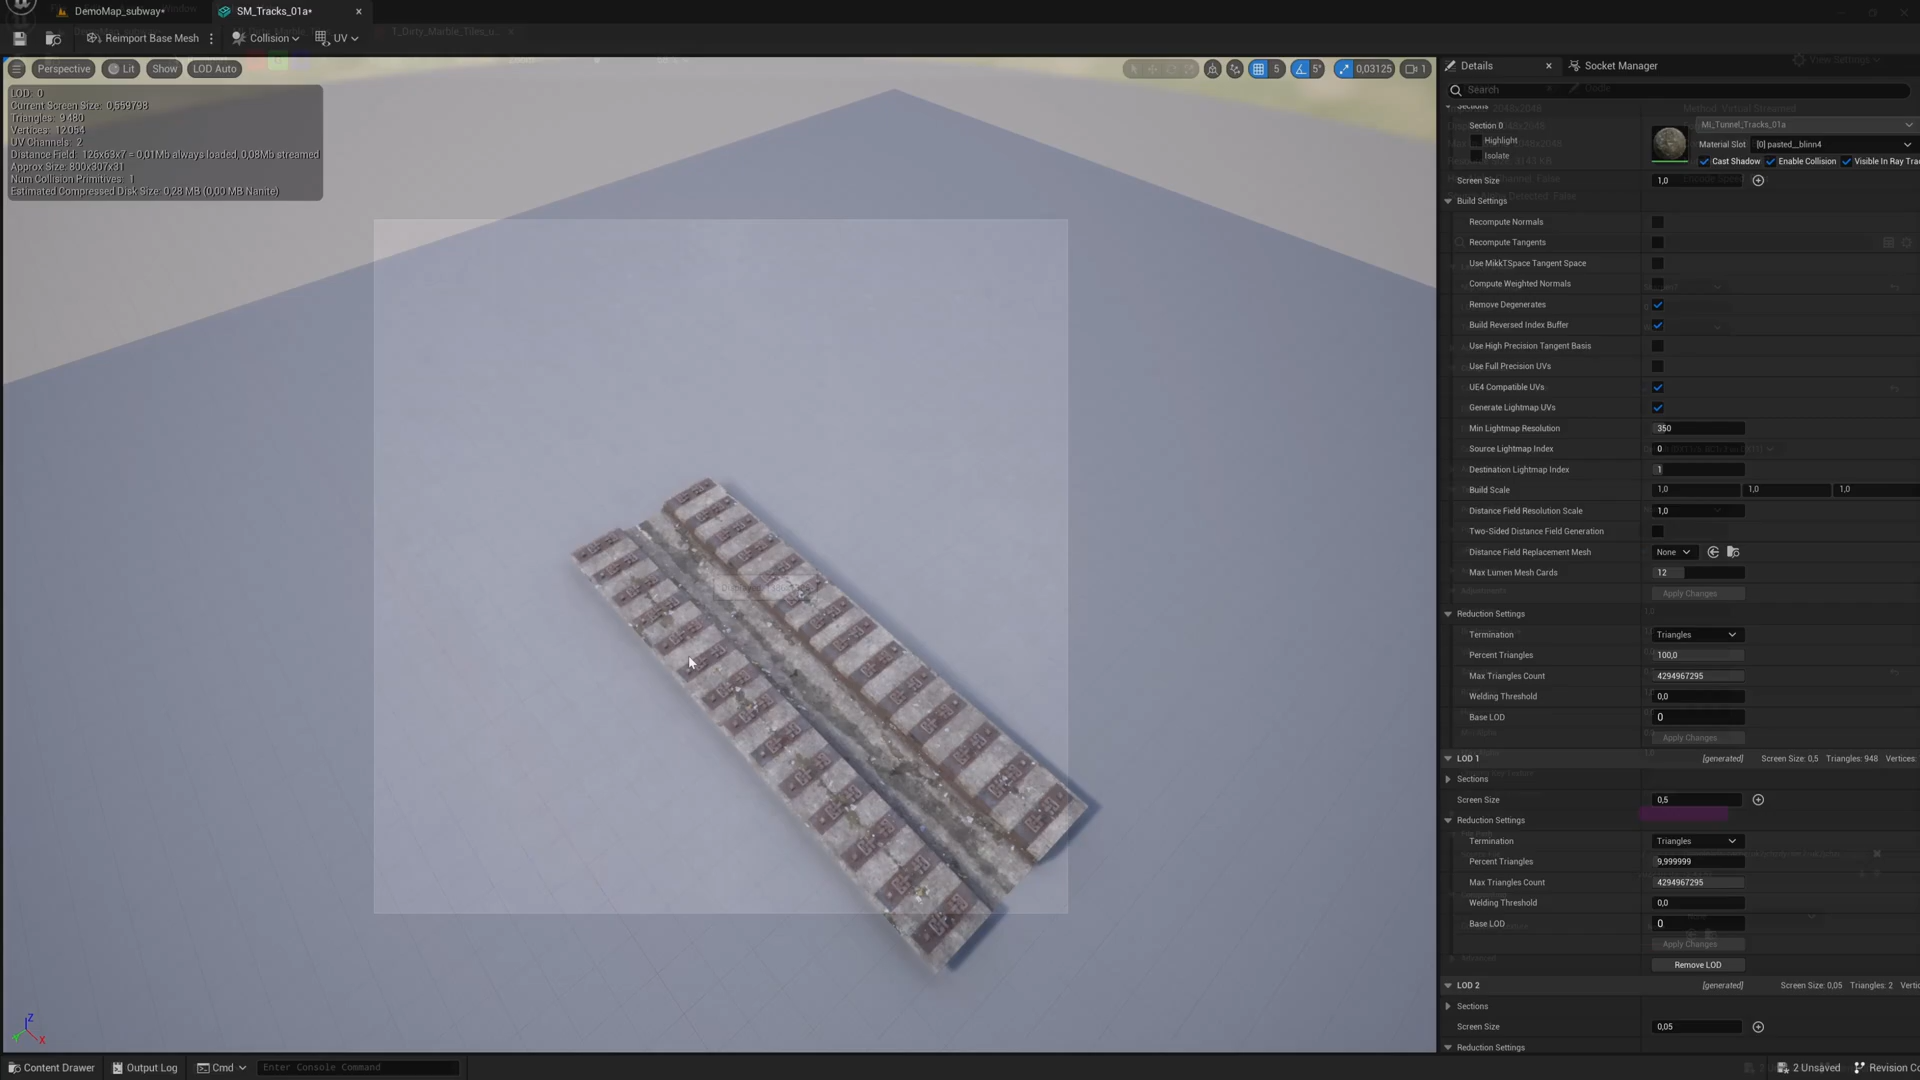 DemoMap_subway•
SM_Tracks_01a•
Reimport Base Mesh
Collision
UV
1_Dirty_Marble_Tiles_u...
Perspective
Lit
Show
LOD Auto
5
5°
0,03125
1
LOD: 0
Current Screen Size: 0,559798
Triangles: 9.480
Vertices: 12.054
UV Channels: 2
Distance Field: 126x63x7 = 0,01Mb always loaded, 0,08Mb streamed
Approx Size: 800x307x31
Num Collision Primitives: 1
Estimated Compressed Disk Size: 0,28 MB (0,00 MB Nanite)
Details
Socket Manager
View Settings
Search
Sections
Method: Virtual Streamed
Section 0
Highlight
Isolate
Mi_Tunnel_Tracks_01a
Material Slot
[0] pasted__blinn4
Cast Shadow
Enable Collision
Visible In Ray Trac
Screen Size
1,0
Build Settings
Recompute Normals
Recompute Tangents
Use MikkTSpace Tangent Space
Compute Weighted Normals
Remove Degenerates
Build Reversed Index Buffer
Use High Precision Tangent Basis
Use Full Precision UVs
UE4 Compatible UVs
Generate Lightmap UVs
Min Lightmap Resolution
350
Source Lightmap Index
0
Destination Lightmap Index
1
Build Scale
1,0
1,0
1,0
Distance Field Resolution Scale
1,0
Two-Sided Distance Field Generation
Distance Field Replacement Mesh
None
Max Lumen Mesh Cards
12
Apply Changes
Reduction Settings
Termination
Triangles
Percent Triangles
100,0
Max Triangles Count
4294967295
Welding Threshold
0,0
Base LOD
0
Apply Changes
LOD 1
[generated]
Screen Size: 0,5
Triangles: 948
Vertices:
Sections
Screen Size
0,5
Reduction Settings
Termination
Triangles
Percent Triangles
9,999999
Max Triangles Count
4294967295
Welding Threshold
0,0
Base LOD
0
Apply Changes
Remove LOD
LOD 2
[generated]
Screen Size: 0,05
Triangles: 2
Vertic
Sections
Screen Size
0,05
Reduction Settings
Z
X
Content Drawer
Output Log
Cmd
Enter Console Command
2 Unsaved
Revision Co